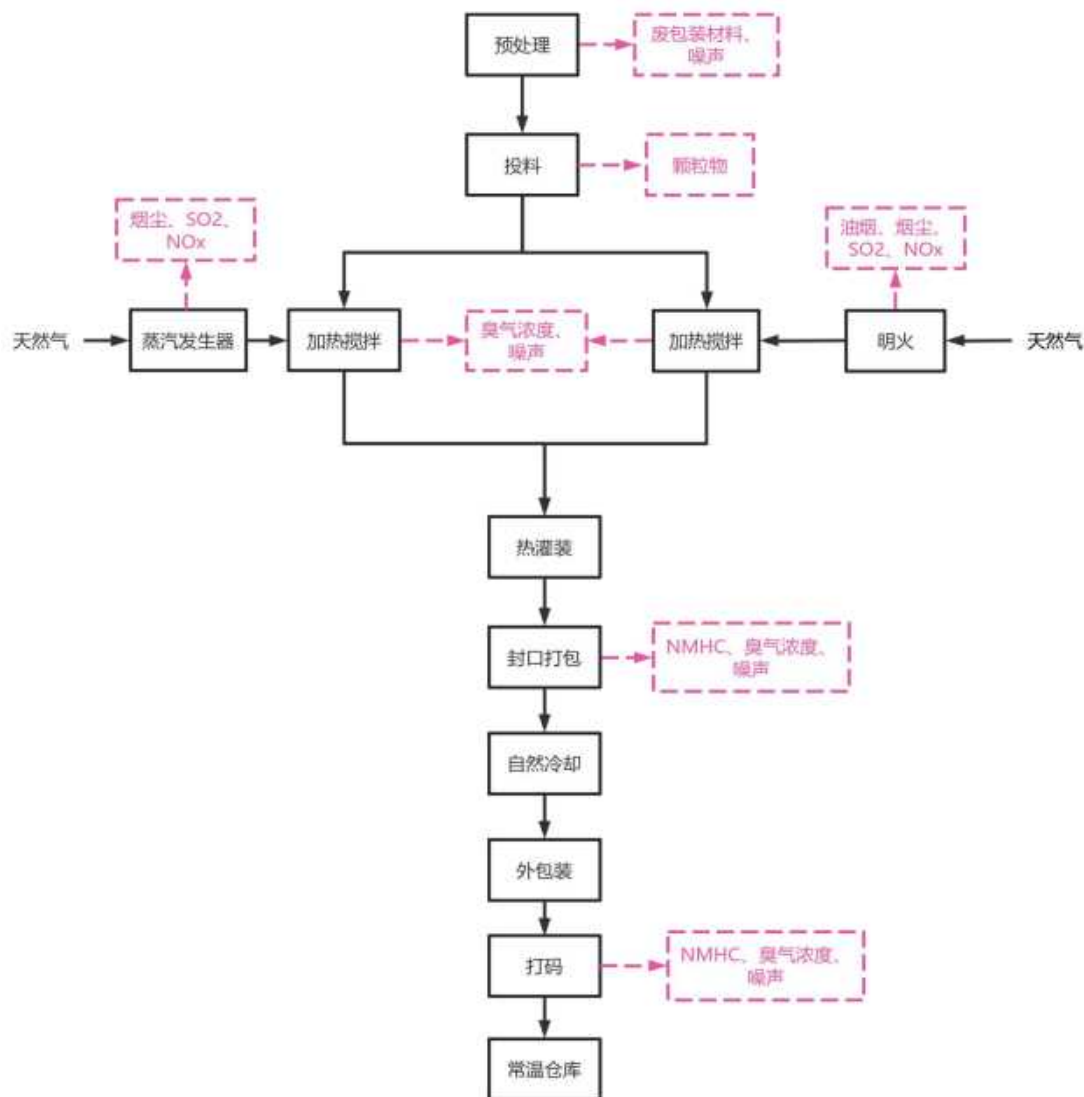 预处理
废包装材料、
噪声
投料
颗粒物
烟尘、SO2、
NOx
油烟、烟尘、
SO2、NOx
天然气
蒸汽发生器
加热搅拌
臭气浓度、
噪声
加热搅拌
明火
天然气
热灌装
封口打包
NMHC、臭气浓度、
噪声
自然冷却
外包装
打码
NMHC、臭气浓度、
噪声
常温仓库